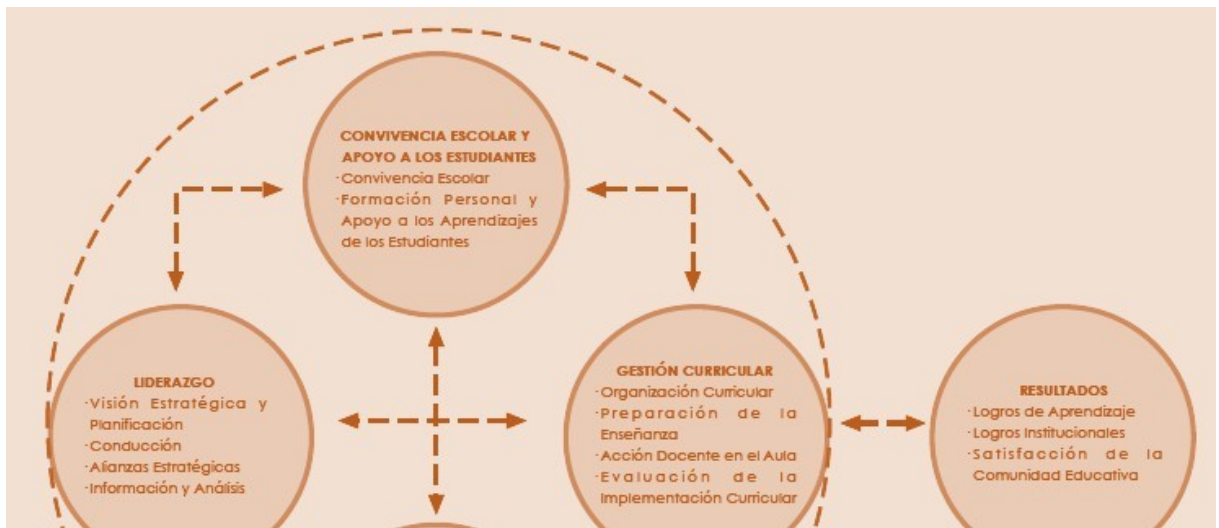 CONVIVENCIA ESCOLAR Y
APOYO A LOS ESTUDIANTES
·Convivencia Escolar
·Formación Personal y
Apoyo a los Aprendizajes
de los Estudiantes
LIDERAZGO
·Visión Estratégica y
Planificación
·Conducción
·Alianzas Estratégicas
·Información y Análisis
GESTIÓN CURRICULAR
·Organización Curricular
·Preparación de la
Enseñanza
·Acción Docente en el Aula
·Evaluación de la
Implementación Curricular
RESULTADOS
·Logros de Aprendizaje
·Logros Institucionales
·Satisfacción de la
Comunidad Educativa